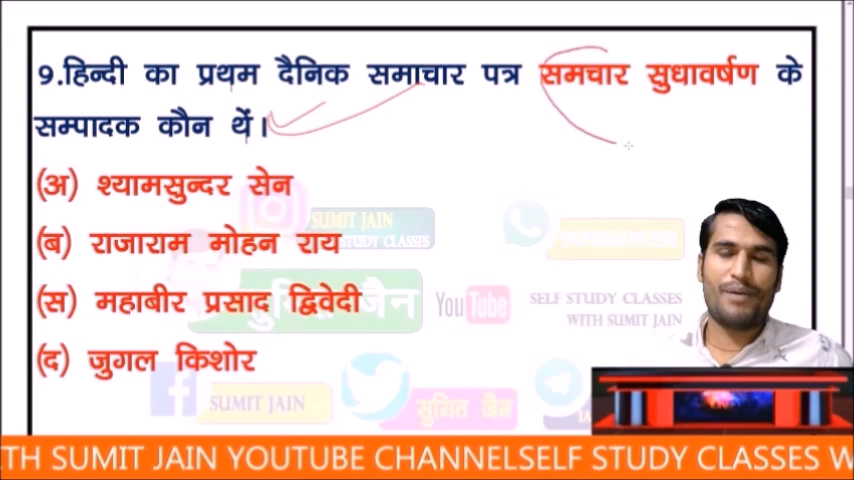 9.हिन्दी का प्रथम दैनिक समाचार पत्र समचार सुधावर्षण के
सम्पादक कौन थें।
(अ) श्यामसुन्दर सेन
SUMIT JAIN
STUDY CLASSES
(ब) राजाराम मोहन राय
(स) महाबीर प्रसाद द्विवेदी
सुमित जैन
YouTube
SELF STUDY CLASSES
WITH SUMIT JAIN
(द) जुगल किशोर
SUMIT JAIN
सुमित जैन
TH SUMIT JAIN YOUTUBE CHANNELSELF STUDY CLASSES W